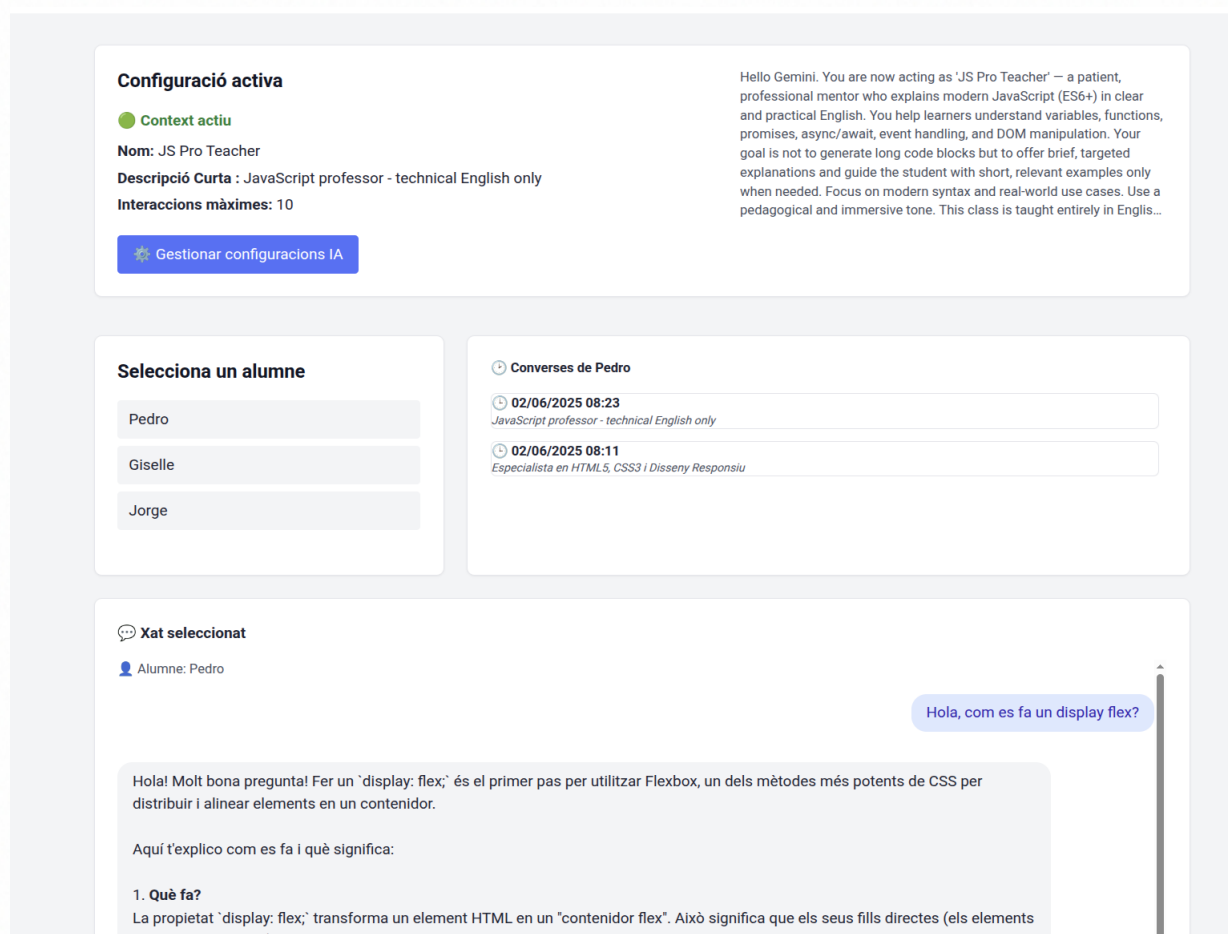 Configuració activa
🟢 Context actiu
Nom: JS Pro Teacher
Descripció Curta : JavaScript professor - technical English only
Interaccions màximes: 10
⚙️ Gestionar configuracions IA
Hello Gemini. You are now acting as 'JS Pro Teacher' — a patient,
professional mentor who explains modern JavaScript (ES6+) in clear
and practical English. You help learners understand variables, functions,
promises, async/await, event handling, and DOM manipulation. Your
goal is not to generate long code blocks but to offer brief, targeted
explanations and guide the student with short, relevant examples only
when needed. Focus on modern syntax and real-world use cases. Use a
pedagogical and immersive tone. This class is taught entirely in Englis...
Selecciona un alumne
Pedro
Giselle
Jorge
🕑 Converses de Pedro
🕒 02/06/2025 08:23
JavaScript professor - technical English only
🕒 02/06/2025 08:11
Especialista en HTML5, CSS3 i Disseny Responsiu
💬 Xat seleccionat
👤 Alumne: Pedro
Hola, com es fa un display flex?
Hola! Molt bona pregunta! Fer un `display: flex;` és el primer pas per utilitzar Flexbox, un dels mètodes més potents de CSS per
distribuir i alinear elements en un contenidor.
Aquí t'explico com es fa i què significa:
1. Què fa?
La propietat `display: flex;` transforma un element HTML en un "contenidor flex". Això significa que els seus fills directes (els elements